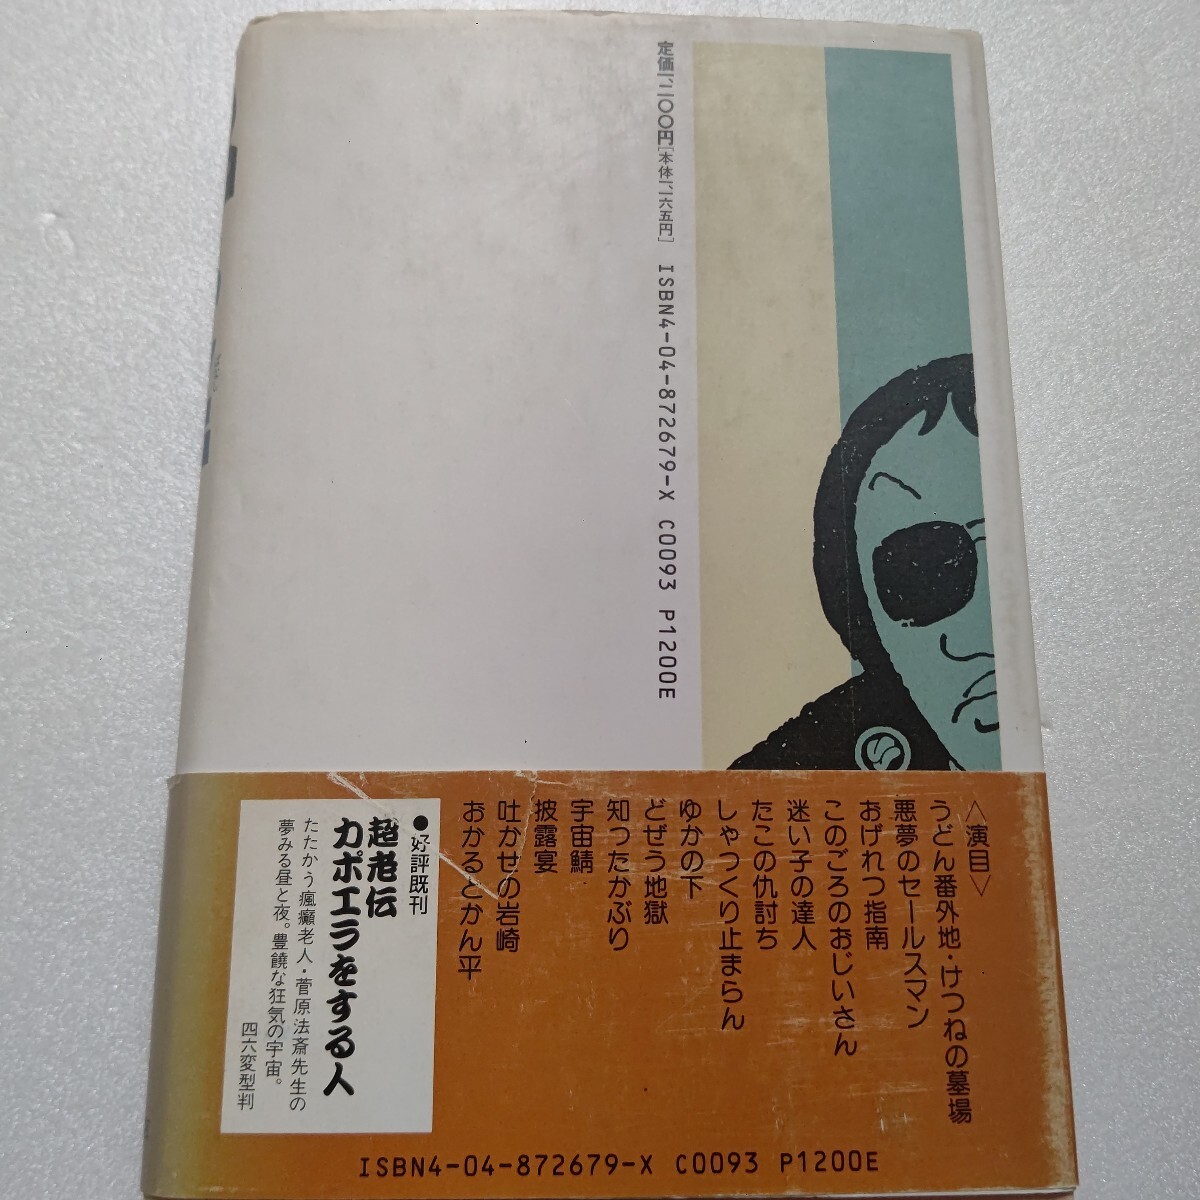 定価一、二〇〇円[本体一、一六五円]
ISBN4-04-872679-X C0093 P1200E
＜演目＞
うどん番外地・けつねの墓場
悪夢のセールスマン
おげれつ指南
このごろのおじいさん
迷い子の達人
たこの仇討ち
しゃっくり止まらん
ゆかの下
どぜう地獄
知ったかぶり
宇宙鯖
披露宴
吐かせの岩崎
おかるとかん平
●好評既刊
超老伝
カポエラをする人
たたかう瘋癲老人・菅原法斎先生の
夢みる昼と夜。豊饒な狂気の宇宙。
四六変型判
ISBN4-04-872679-X C0093 P1200E